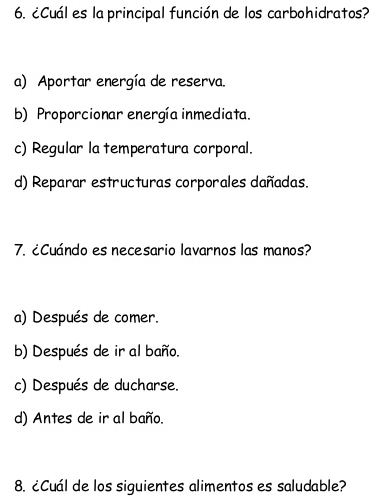 6. ¿Cuál es la principal función de los carbohidratos?
a) Aportar energía de reserva.
b) Proporcionar energía inmediata.
c) Regular la temperatura corporal.
d) Reparar estructuras corporales dañadas.
7. ¿Cuándo es necesario lavarnos las manos?
a) Después de comer.
b) Después de ir al baño.
c) Después de ducharse.
d) Antes de ir al baño.
8. ¿Cuál de los siguientes alimentos es saludable?